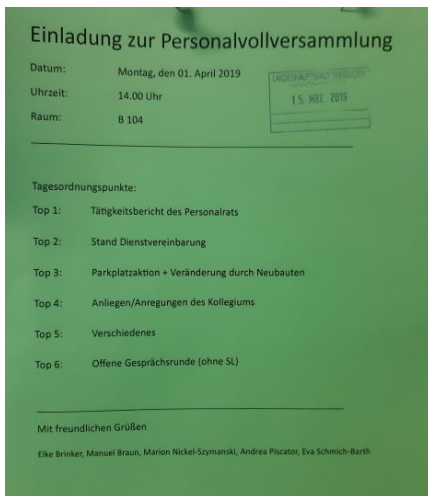 Einladung zur Personalvollversammlung
Datum: Montag, den 01. April 2019
Uhrzeit: 14.00 Uhr
Raum: B 104
LANDESHAUPTSTADT
15. MRZ. 2019
Tagesordnungspunkte:
Top 1: Tätigkeitsbericht des Personalrats
Top 2: Stand Dienstvereinbarung
Top 3: Parkplatzaktion + Veränderung durch Neubauten
Top 4: Anliegen/Anregungen des Kollegiums
Top 5: Verschiedenes
Top 6: Offene Gesprächsrunde (ohne SL)
Mit freundlichen Grüßen
Elke Brinker, Manuel Braun, Marion Nickel-Szymanski, Andrea Piscator, Eva Schmich-Barth